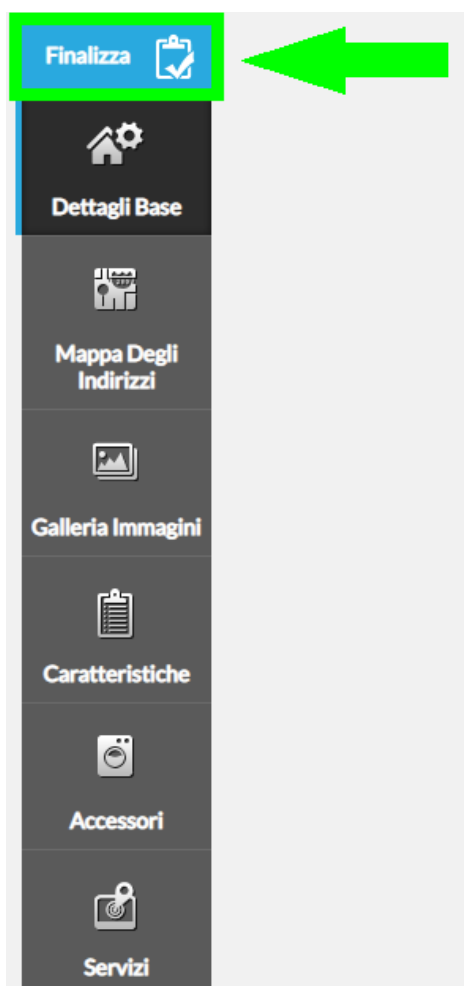 Finalizza
Dettagli Base
Mappa Degli
Indirizzi
Galleria Immagini
Caratteristiche
Accessori
Servizi